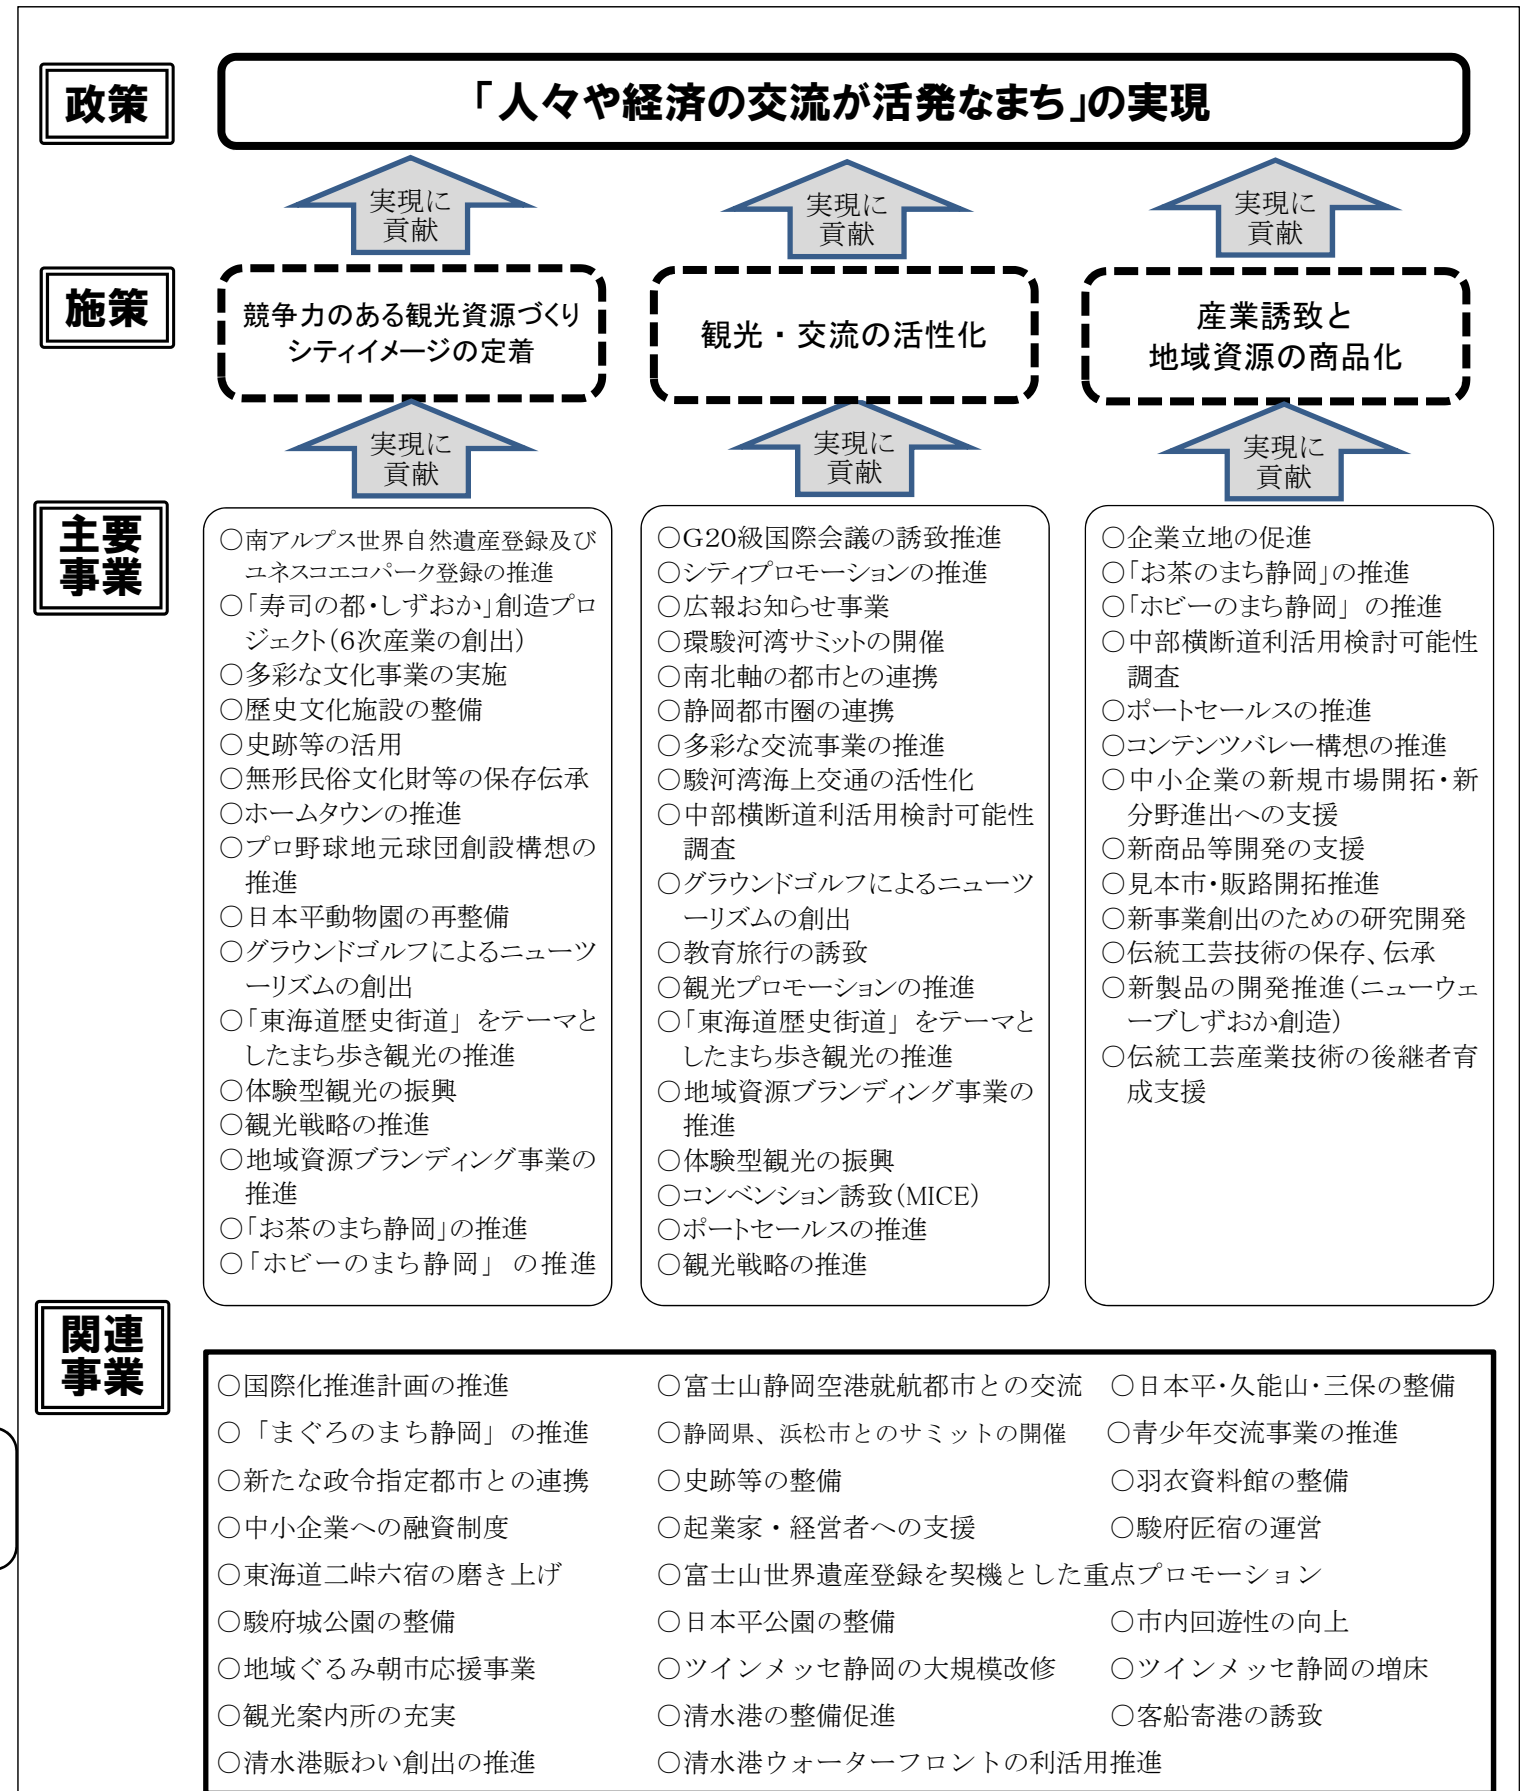 政策
「人々や経済の交流が活発なまち」の実現
実現に
貢献
実現に
貢献
実現に
貢献
施策
競争力のある観光資源づくり
シティイメージの定着
観光・交流の活性化
産業誘致と
地域資源の商品化
実現に
貢献
実現に
貢献
実現に
貢献
主要
事業
○南アルプス世界自然遺産登録及び
ユネスコエコパーク登録の推進
○「寿司の都・しずおか」創造プロ
ジェクト(6次産業の創出)
○多彩な文化事業の実施
○歴史文化施設の整備
○史跡等の活用
○無形民俗文化財等の保存伝承
○ホームタウンの推進
○プロ野球地元球団創設構想の
推進
○日本平動物園の再整備
○グラウンドゴルフによるニューツ
ーリズムの創出
○「東海道歴史街道」をテーマと
したまち歩き観光の推進
○体験型観光の振興
○観光戦略の推進
○地域資源ブランディング事業の
推進
○「お茶のまち静岡」の推進
○「ホビーのまち静岡」の推進
○G20級国際会議の誘致推進
○シティプロモーションの推進
○広報お知らせ事業
○環駿河湾サミットの開催
○南北軸の都市との連携
○静岡都市圏の連携
○多彩な交流事業の推進
○駿河湾海上交通の活性化
○中部横断道利活用検討可能性
調査
○グラウンドゴルフによるニューツ
ーリズムの創出
○教育旅行の誘致
○観光プロモーションの推進
○「東海道歴史街道」をテーマと
したまち歩き観光の推進
○地域資源ブランディング事業の
推進
○体験型観光の振興
○コンベンション誘致(MICE)
○ポートセールスの推進
○観光戦略の推進
○企業立地の促進
○「お茶のまち静岡」の推進
○「ホビーのまち静岡」の推進
○中部横断道利活用検討可能性
調査
○ポートセールスの推進
○コンテンツバレー構想の推進
○中小企業の新規市場開拓・新
分野進出への支援
○新商品等開発の支援
○見本市・販路開拓推進
○新事業創出のための研究開発
○伝統工芸技術の保存、伝承
○新製品の開発推進(ニューウェ
ーブしずおか創造)
○伝統工芸産業技術の後継者育
成支援
関連
事業
○国際化推進計画の推進 ○富士山静岡空港就航都市との交流 ○日本平・久能山・三保の整備
○「まぐろのまち静岡」の推進 ○静岡県、浜松市とのサミットの開催 ○青少年交流事業の推進
○新たな政令指定都市との連携 ○史跡等の整備 ○羽衣資料館の整備
○中小企業への融資制度 ○起業家・経営者への支援 ○駿府匠宿の運営
○東海道二峠六宿の磨き上げ ○富士山世界遺産登録を契機とした重点プロモーション
○駿府城公園の整備 ○日本平公園の整備 ○市内回遊性の向上
○地域ぐるみ朝市応援事業 ○ツインメッセ静岡の大規模改修 ○ツインメッセ静岡の増床
○観光案内所の充実 ○清水港の整備促進 ○客船寄港の誘致
○清水港賑わい創出の推進 ○清水港ウォーターフロントの利活用推進